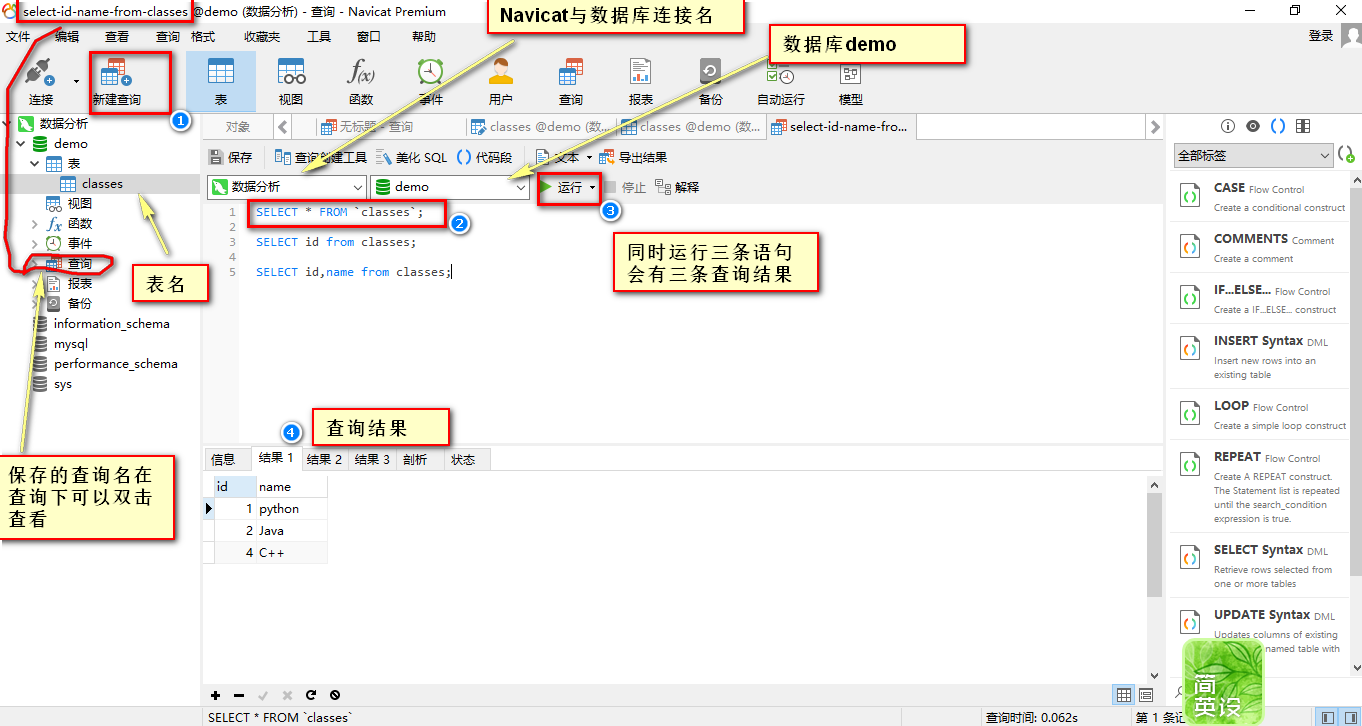 select-id-name-from-classes @demo (数据分析) - 查询 - Navicat Premium
Navicat与数据库连接名
文件 编辑 查看 查询 格式 收藏夹 工具 窗口 帮助
登录
数据库demo
连接 新建查询 表 视图 函数 事件 用户 查询 报表 备份 自动运行 模型
1
数据分析
demo
表
classes
视图
函数
事件
查询
报表
备份
information_schema
mysql
performance_schema
sys
表名
保存的查询名在
查询下可以双击
查看
对象 无标题 - 查询 classes @demo (数... classes @demo (数... select-id-name-fro...
保存 查询创建工具 美化 SQL () 代码段 文本 导出结果
数据分析 demo 运行 停止 解释
3
1 SELECT * FROM `classes`;
2
2
3 SELECT id from classes;
4
5 SELECT id,name from classes;
同时运行三条语句
会有三条查询结果
4
查询结果
信息 结果 1 结果 2 结果 3 剖析 状态
id name
1 python
2 Java
4 C++
全部标签
CASE Flow Control
Create a conditional construct
COMMENTS Comment
Create a comment
IF...ELSE... Flow Control
Create a IF...ELSE... construct
INSERT Syntax DML
Insert new rows into an
existing table
LOOP Flow Control
Create a simple loop construct
REPEAT Flow Control
Create A REPEAT construct.
The Statement list is repeated
until the search_condition
expression is true.
SELECT Syntax DML
Retrieve rows selected from
one or more tables
UPDATE Syntax DML
Updates columns of existing
named table with
简
英设
SELECT * FROM `classes` 查询时间: 0.062s 第 1 条记